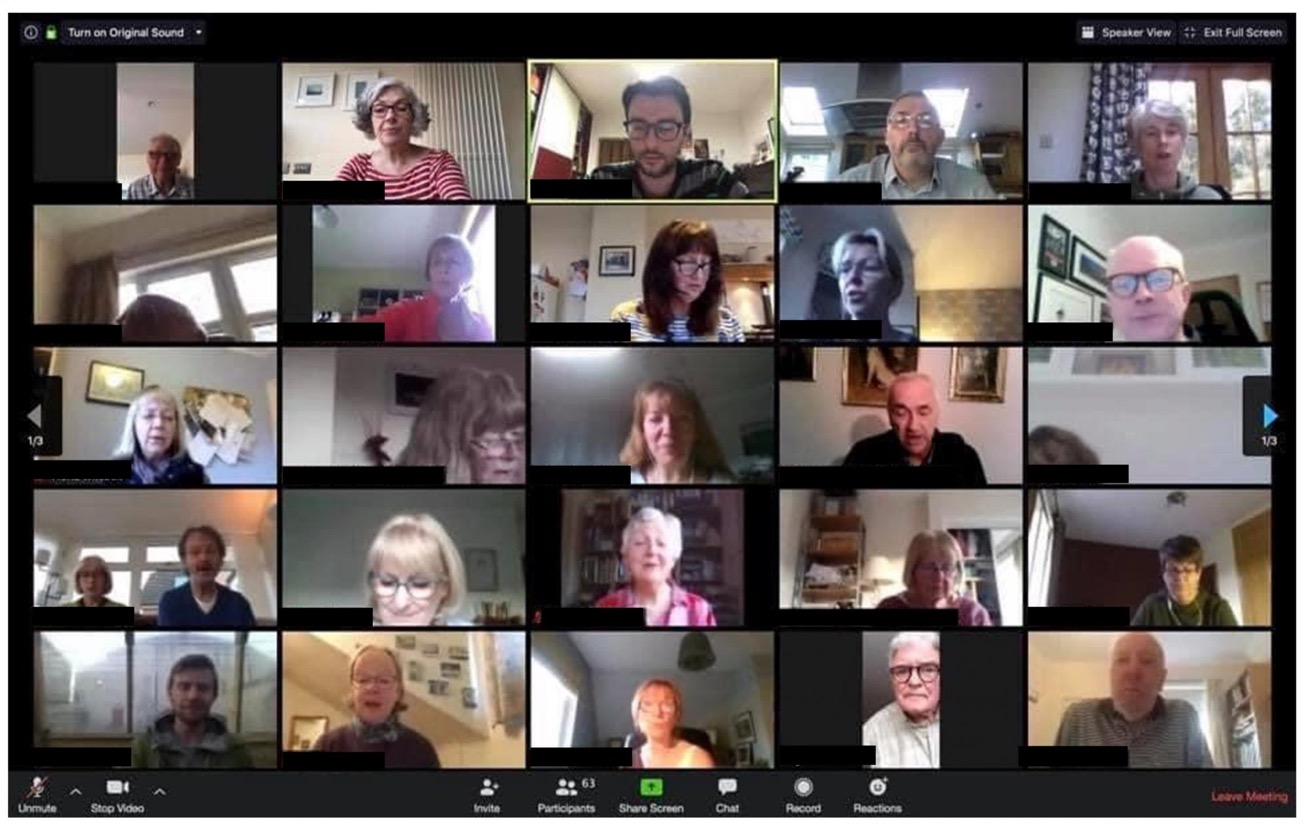 Turn on Original Sound
Speaker View
Exit Full Screen
1/3
1/3
Unmute
Stop Video
Invite
63
Participants
Share Screen
Chat
Record
Reactions
Leave Meeting